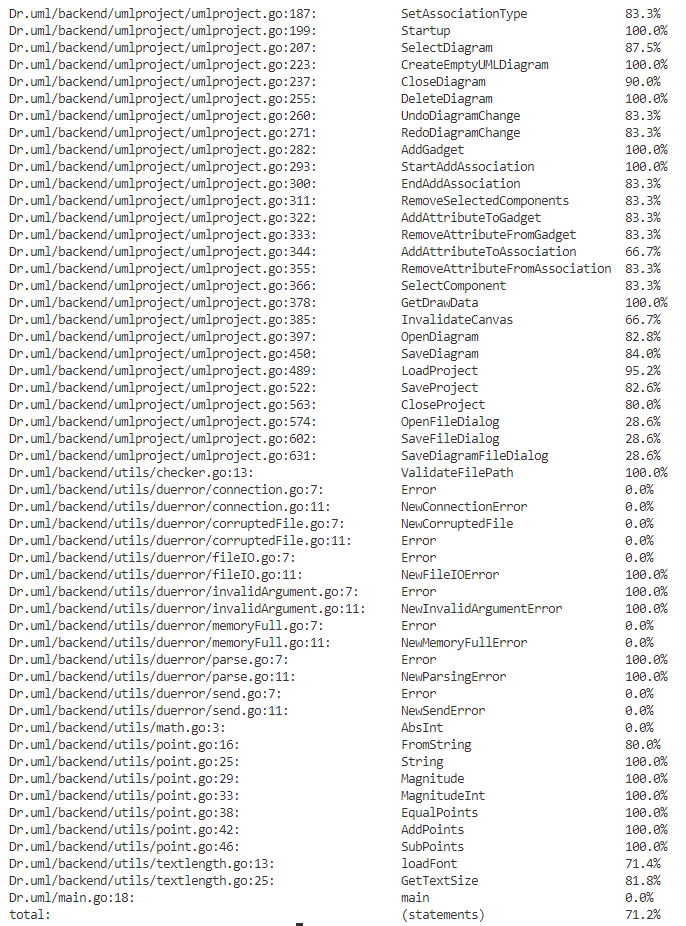 Dr.uml/backend/umlproject/umlproject.go:187: SetAssociationType 83.3%
Dr.uml/backend/umlproject/umlproject.go:199: Startup 100.0%
Dr.uml/backend/umlproject/umlproject.go:207: SelectDiagram 87.5%
Dr.uml/backend/umlproject/umlproject.go:223: CreateEmptyUMLDiagram 100.0%
Dr.uml/backend/umlproject/umlproject.go:237: CloseDiagram 90.0%
Dr.uml/backend/umlproject/umlproject.go:255: DeleteDiagram 100.0%
Dr.uml/backend/umlproject/umlproject.go:260: UndoDiagramChange 83.3%
Dr.uml/backend/umlproject/umlproject.go:271: RedoDiagramChange 83.3%
Dr.uml/backend/umlproject/umlproject.go:282: AddGadget 100.0%
Dr.uml/backend/umlproject/umlproject.go:293: StartAddAssociation 100.0%
Dr.uml/backend/umlproject/umlproject.go:300: EndAddAssociation 83.3%
Dr.uml/backend/umlproject/umlproject.go:311: RemoveSelectedComponents 83.3%
Dr.uml/backend/umlproject/umlproject.go:322: AddAttributeToGadget 83.3%
Dr.uml/backend/umlproject/umlproject.go:333: RemoveAttributeFromGadget 83.3%
Dr.uml/backend/umlproject/umlproject.go:344: AddAttributeToAssociation 66.7%
Dr.uml/backend/umlproject/umlproject.go:355: RemoveAttributeFromAssociation 83.3%
Dr.uml/backend/umlproject/umlproject.go:366: SelectComponent 83.3%
Dr.uml/backend/umlproject/umlproject.go:378: GetDrawData 100.0%
Dr.uml/backend/umlproject/umlproject.go:385: InvalidateCanvas 66.7%
Dr.uml/backend/umlproject/umlproject.go:397: OpenDiagram 82.8%
Dr.uml/backend/umlproject/umlproject.go:450: SaveDiagram 84.0%
Dr.uml/backend/umlproject/umlproject.go:489: LoadProject 95.2%
Dr.uml/backend/umlproject/umlproject.go:522: SaveProject 82.6%
Dr.uml/backend/umlproject/umlproject.go:563: CloseProject 80.0%
Dr.uml/backend/umlproject/umlproject.go:574: OpenFileDialog 28.6%
Dr.uml/backend/umlproject/umlproject.go:602: SaveFileDialog 28.6%
Dr.uml/backend/umlproject/umlproject.go:631: SaveDiagramFileDialog 28.6%
Dr.uml/backend/utils/checker.go:13: ValidateFilePath 100.0%
Dr.uml/backend/utils/duerror/connection.go:7: Error 0.0%
Dr.uml/backend/utils/duerror/connection.go:11: NewConnectionError 0.0%
Dr.uml/backend/utils/duerror/corruptedFile.go:7: NewCorruptedFile 0.0%
Dr.uml/backend/utils/duerror/corruptedFile.go:11: Error 0.0%
Dr.uml/backend/utils/duerror/fileIO.go:7: Error 0.0%
Dr.uml/backend/utils/duerror/fileIO.go:11: NewFileIOError 100.0%
Dr.uml/backend/utils/duerror/invalidArgument.go:7: Error 100.0%
Dr.uml/backend/utils/duerror/invalidArgument.go:11: NewInvalidArgumentError 100.0%
Dr.uml/backend/utils/duerror/memoryFull.go:7: Error 0.0%
Dr.uml/backend/utils/duerror/memoryFull.go:11: NewMemoryFullError 0.0%
Dr.uml/backend/utils/duerror/parse.go:7: Error 100.0%
Dr.uml/backend/utils/duerror/parse.go:11: NewParsingError 100.0%
Dr.uml/backend/utils/duerror/send.go:7: Error 0.0%
Dr.uml/backend/utils/duerror/send.go:11: NewSendError 0.0%
Dr.uml/backend/utils/math.go:3: AbsInt 0.0%
Dr.uml/backend/utils/point.go:16: FromString 80.0%
Dr.uml/backend/utils/point.go:25: String 100.0%
Dr.uml/backend/utils/point.go:29: Magnitude 100.0%
Dr.uml/backend/utils/point.go:33: MagnitudeInt 100.0%
Dr.uml/backend/utils/point.go:38: EqualPoints 100.0%
Dr.uml/backend/utils/point.go:42: AddPoints 100.0%
Dr.uml/backend/utils/point.go:46: SubPoints 100.0%
Dr.uml/backend/utils/textlength.go:13: loadFont 71.4%
Dr.uml/backend/utils/textlength.go:25: GetTextSize 81.8%
Dr.uml/main.go:18: main 0.0%
total: (statements) 71.2%